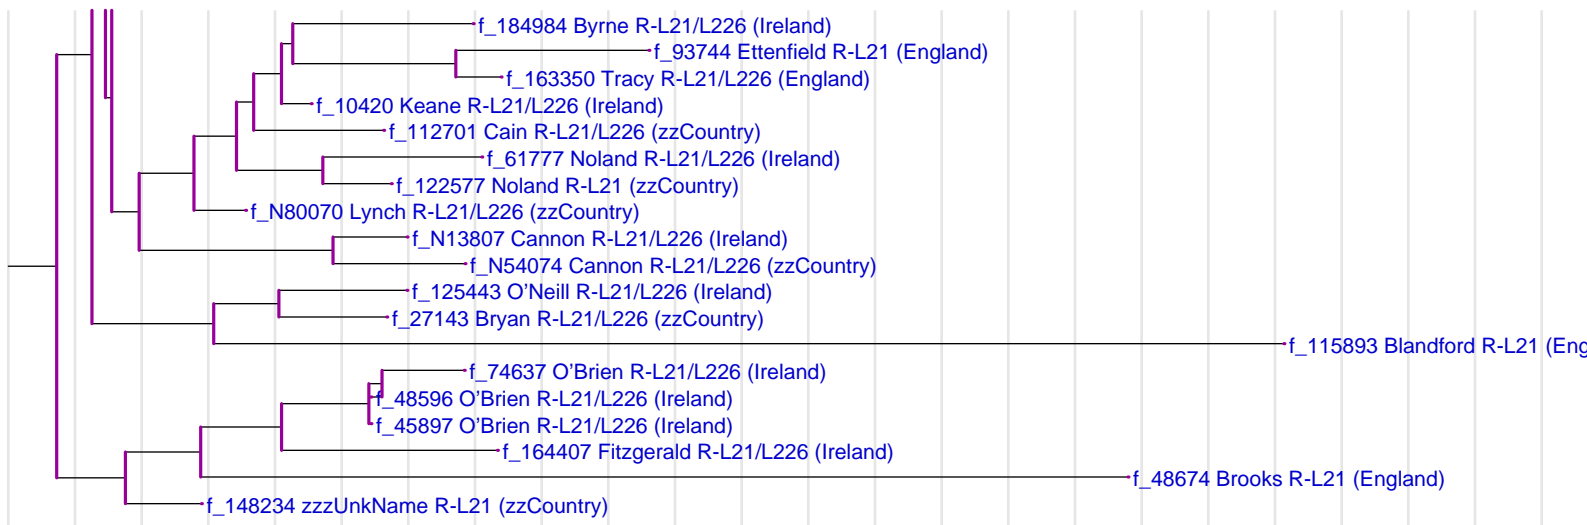 f_184984 Byrne R-L21/L226 (Ireland)
f_93744 Ettenfield R-L21 (England)
f_163350 Tracy R-L21/L226 (England)
f_10420 Keane R-L21/L226 (Ireland)
f_112701 Cain R-L21/L226 (zzCountry)
f_61777 Noland R-L21/L226 (Ireland)
f_122577 Noland R-L21 (zzCountry)
f_N80070 Lynch R-L21/L226 (zzCountry)
f_N13807 Cannon R-L21/L226 (Ireland)
f_N54074 Cannon R-L21/L226 (zzCountry)
f_125443 O'Neill R-L21/L226 (Ireland)
f_27143 Bryan R-L21/L226 (zzCountry)
f_115893 Blandford R-L21 (Eng
f_74637 O'Brien R-L21/L226 (Ireland)
f_48596 O'Brien R-L21/L226 (Ireland)
f_45897 O'Brien R-L21/L226 (Ireland)
f_164407 Fitzgerald R-L21/L226 (Ireland)
f_48674 Brooks R-L21 (England)
f_148234 zzzUnkName R-L21 (zzCountry)